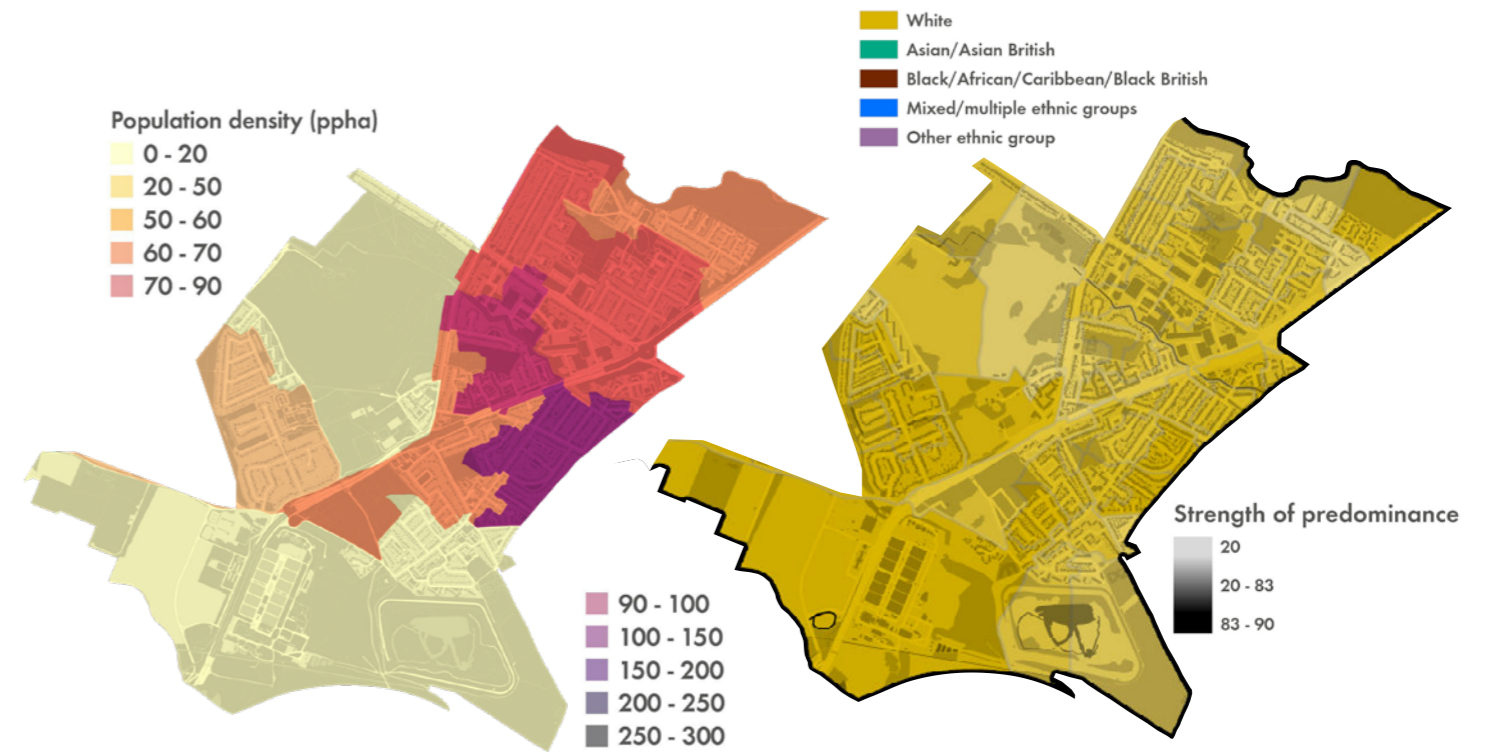 White
Asian/Asian British
Black/African/Caribbean/Black British
Mixed/multiple ethnic groups
Other ethnic group
Population density (ppha)
0 - 20
20 - 50
50 - 60
60 - 70
70 - 90
90 - 100
100 - 150
150 - 200
200 - 250
250 - 300
Strength of predominance
20
20 - 83
83 - 90